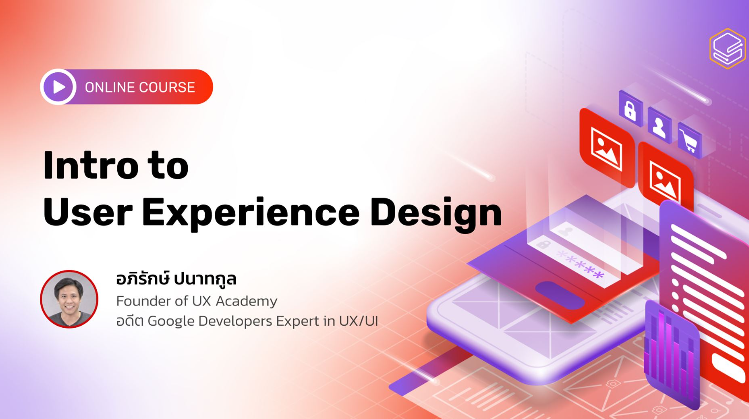 ONLINE COURSE
Intro to
User Experience Design
อภิรักษ์ ปนาทกูล
Founder of UX Academy
อดีต Google Developers Expert in UX/UI